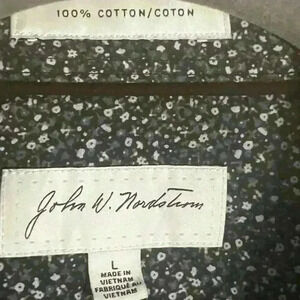 100% COTTON/COTON
John W. Nordstrom
L
MADE IN
VIETNAM
FABRIQUÉ AU
VIETNAM